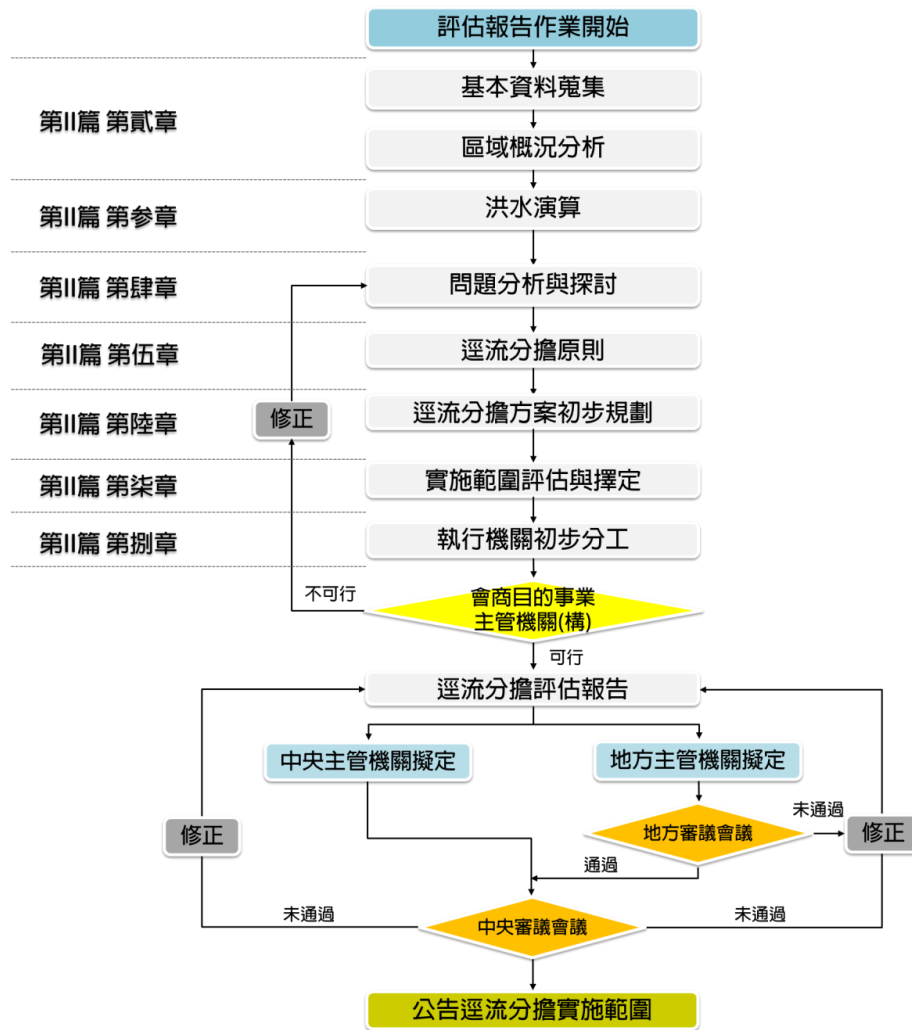 評估報告作業開始
基本資料蒐集
第II篇 第貳章
區域概況分析
第II篇 第參章
洪水演算
第II篇 第肆章
問題分析與探討
第II篇 第伍章
逕流分擔原則
第II篇 第陸章
修正
逕流分擔方案初步規劃
第II篇 第柒章
實施範圍評估與擇定
第II篇 第捌章
執行機關初步分工
不可行
會商目的事業
主管機關(構)
可行
逕流分擔評估報告
中央主管機關擬定
地方主管機關擬定
修正
地方審議會議
未通過
修正
通過
未通過
中央審議會議
未通過
公告逕流分擔實施範圍